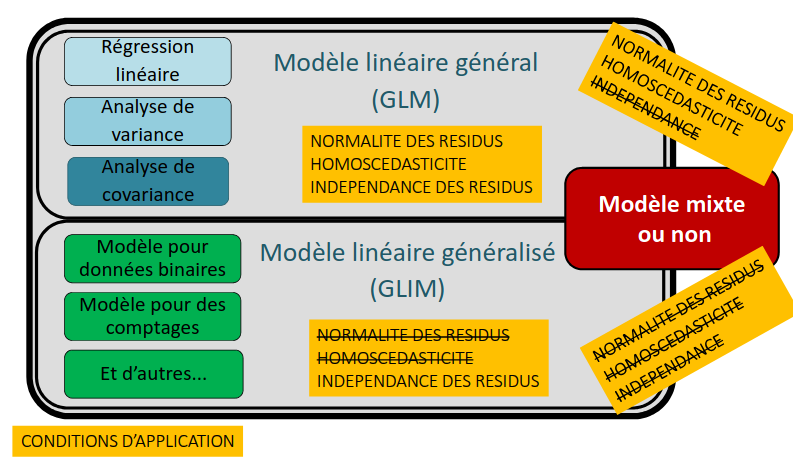 Régression
linéaire
Analyse de
variance
Analyse de
covariance
Modèle linéaire général
(GLM)
NORMALITE DES RESIDUS
HOMOSCEDASTICITE
INDEPENDANCE DES RESIDUS
NORMALITE DES RESIDUS
HOMOSCEDASTICITE
INDEPENDANCE
Modèle mixte
ou non
Modèle pour
données binaires
Modèle pour des
comptages
Et d’autres...
Modèle linéaire généralisé
(GLIM)
NORMALITE DES RESIDUS
HOMOSCEDASTICITE
INDEPENDANCE DES RESIDUS
NORMALITE DES RESIDUS
HOMOSCEDASTICITE
INDEPENDANCE
CONDITIONS D’APPLICATION